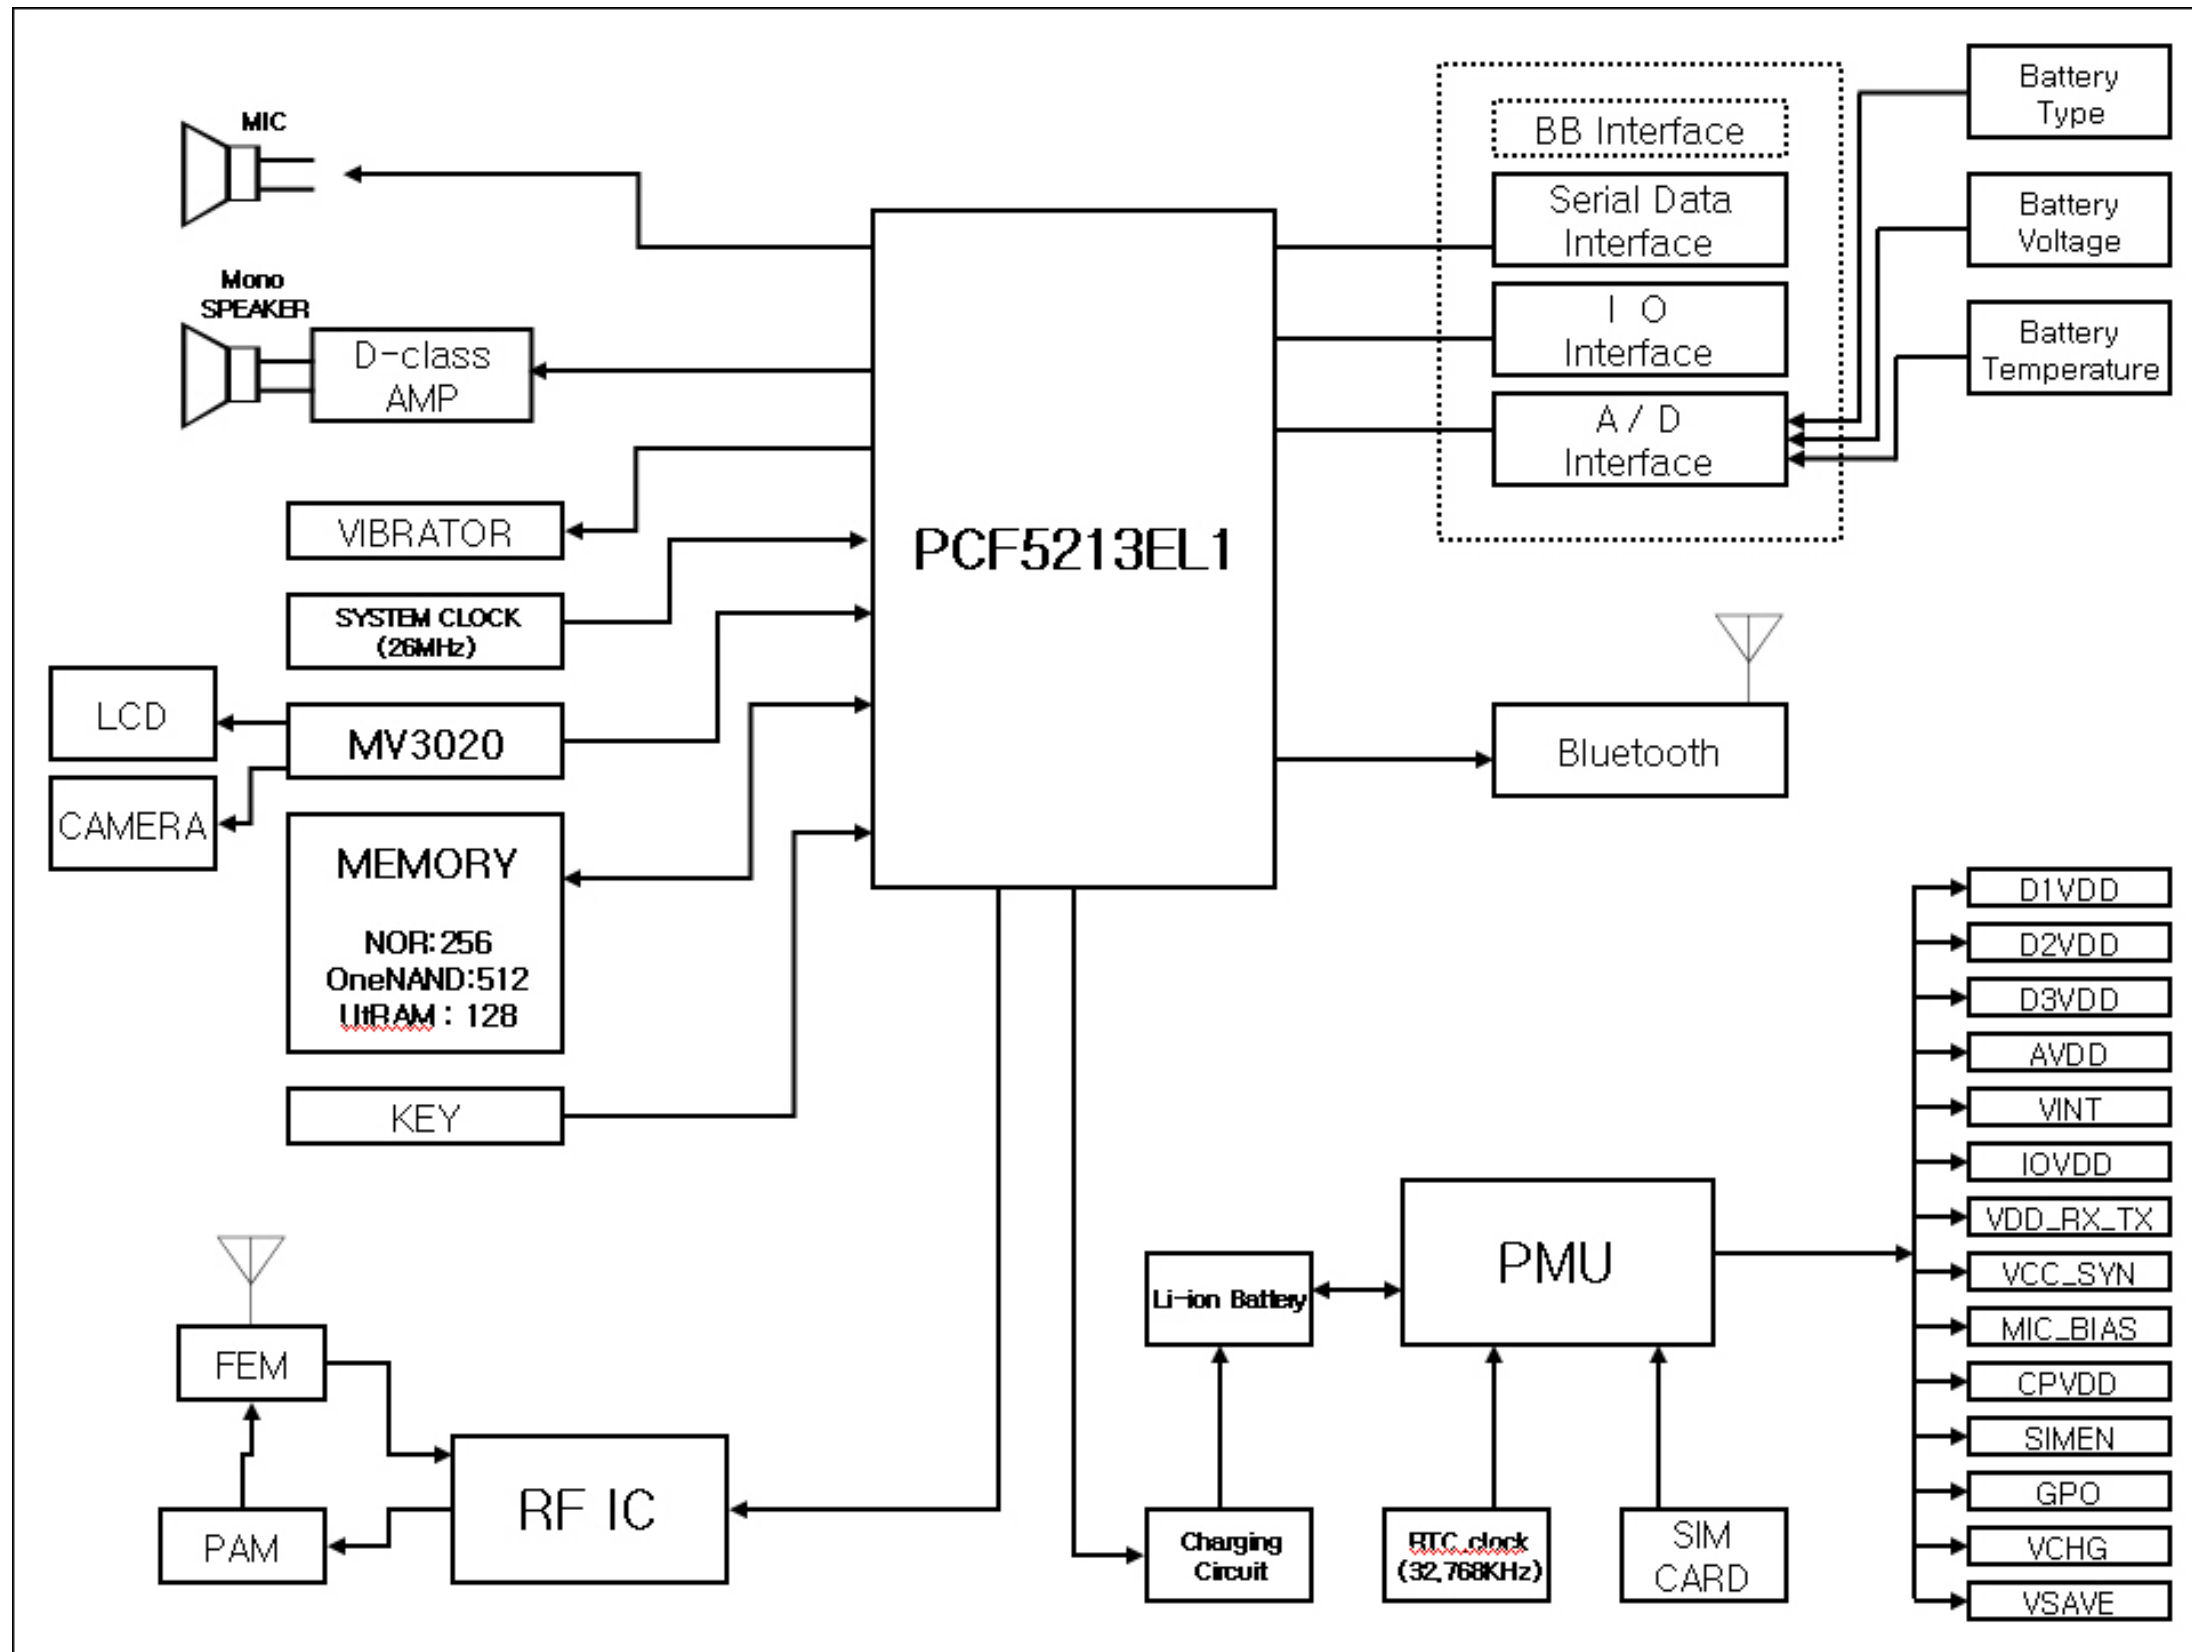 MIC
Mono
SPEAKER
D-class
AMP
VIBRATOR
SYSTEM CLOCK
(26MHz)
LCD
MV3020
CAMERA
MEMORY
NOR:256
OneNAND:512
UtRAM : 128
KEY
PCF5213EL1
BB Interface
Serial Data
Interface
I O
Interface
A / D
Interface
Battery
Type
Battery
Voltage
Battery
Temperature
Bluetooth
FEM
PAM
RF IC
Li-ion Battery
PMU
Charging
Circuit
RTC clock
(32.768KHz)
SIM
CARD
D1VDD
D2VDD
D3VDD
AVDD
VINT
IOVDD
VDD_RX_TX
VCC_SYN
MIC_BIAS
CPVDD
SIMEN
GPO
VCHG
VSAVE